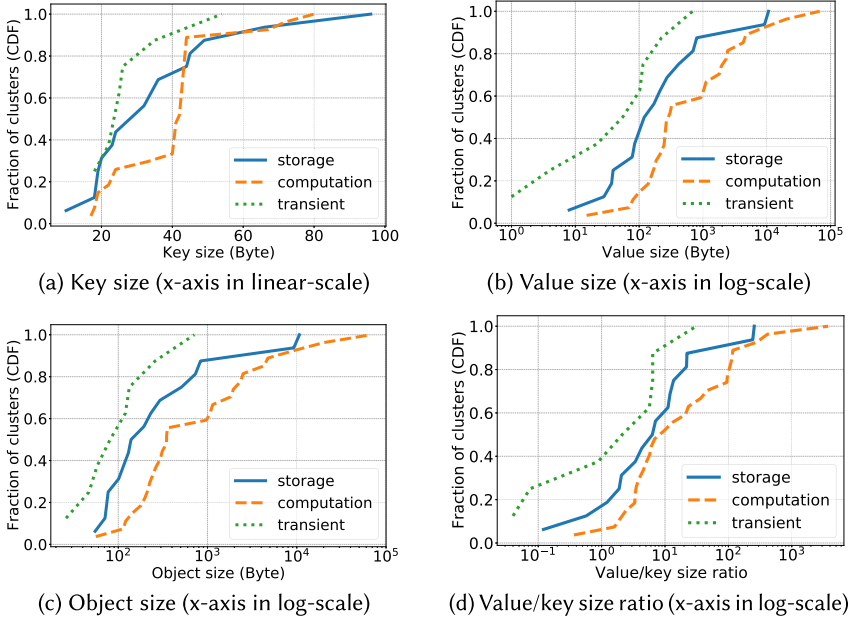 Fraction of clusters (CDF)
1.0
0.8
0.6
0.4
0.2
0.0
storage
computation
transient
20 40 60 80 100
Key size (Byte)
(a) Key size (x-axis in linear-scale)
Fraction of clusters (CDF)
1.0
0.8
0.6
0.4
0.2
0.0
storage
computation
transient
10^0 10^1 10^2 10^3 10^4 10^5
Value size (Byte)
(b) Value size (x-axis in log-scale)
Fraction of clusters (CDF)
1.0
0.8
0.6
0.4
0.2
0.0
storage
computation
transient
10^2 10^3 10^4 10^5
Object size (Byte)
(c) Object size (x-axis in log-scale)
Fraction of clusters (CDF)
1.0
0.8
0.6
0.4
0.2
0.0
storage
computation
transient
10^−1 10^0 10^1 10^2 10^3
Value/key size ratio
(d) Value/key size ratio (x-axis in log-scale)